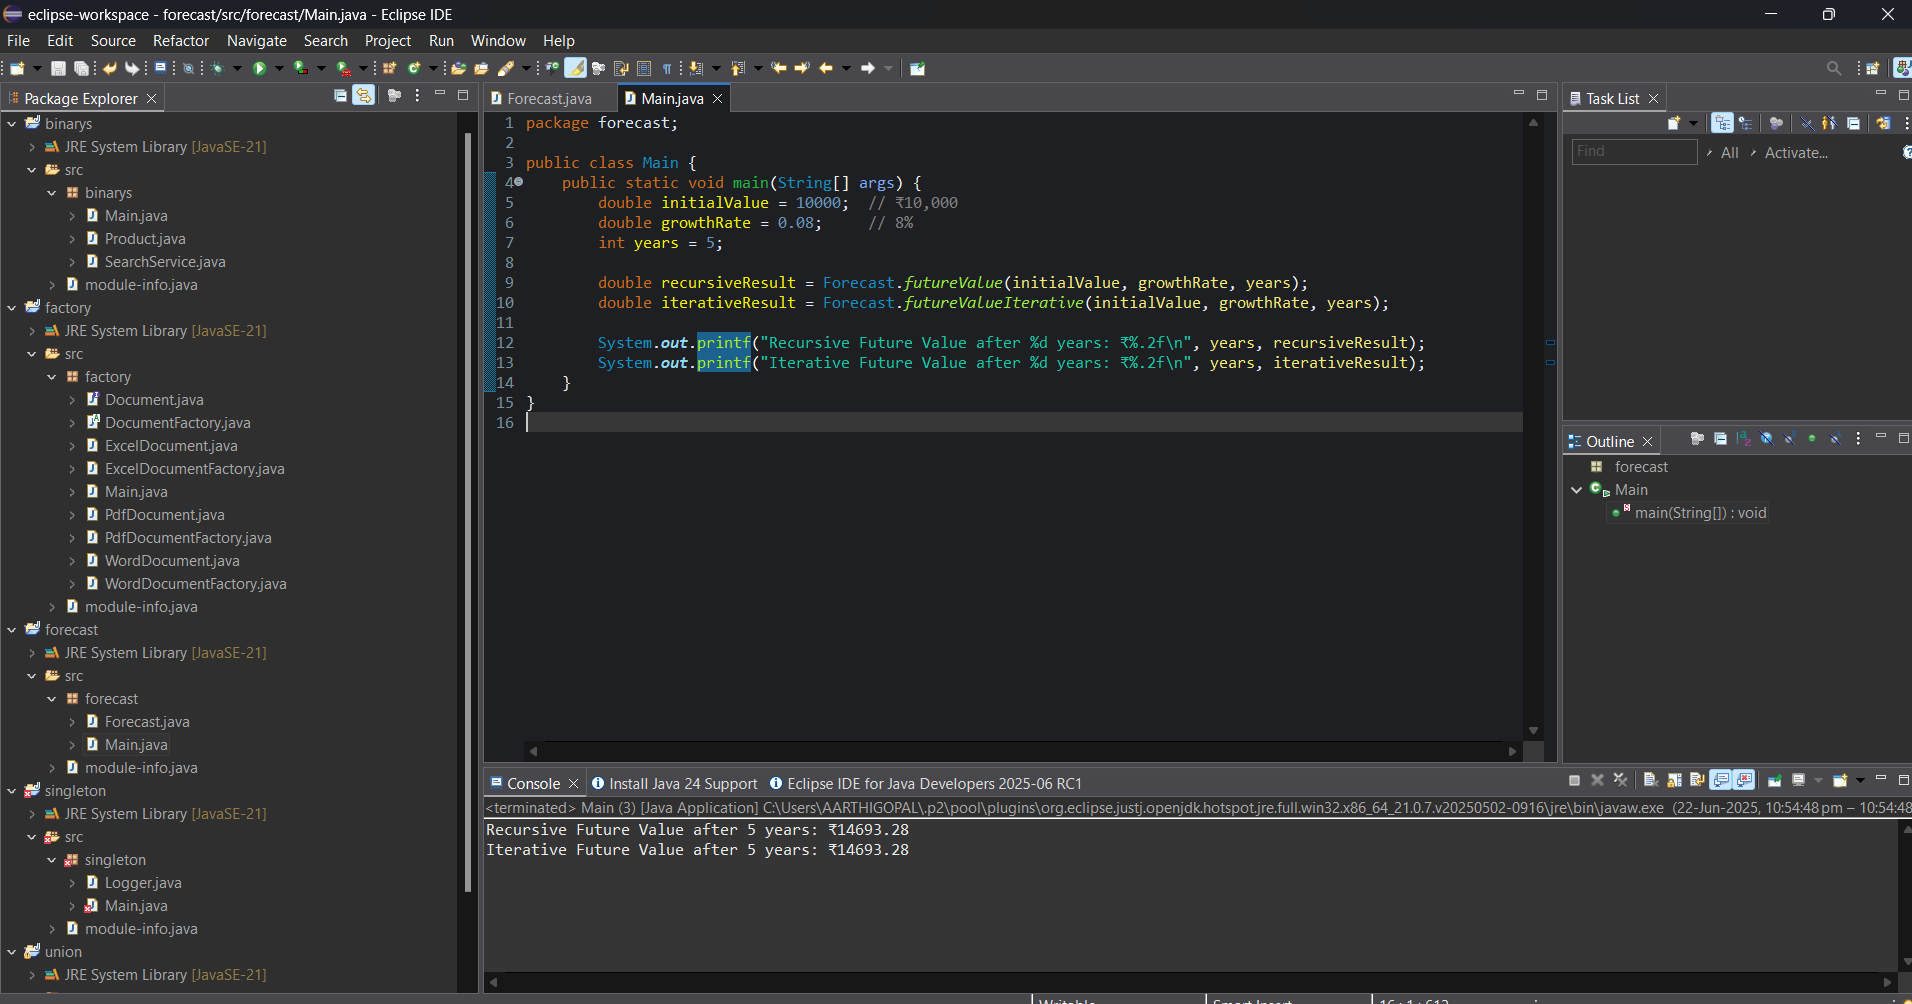 eclipse-workspace - forecast/src/forecast/Main.java - Eclipse IDE
File Edit Source Refactor Navigate Search Project Run Window Help
Package Explorer
binarys
JRE System Library [JavaSE-21]
src
binarys
Main.java
Product.java
SearchService.java
module-info.java
factory
JRE System Library [JavaSE-21]
src
factory
Document.java
DocumentFactory.java
ExcelDocument.java
ExcelDocumentFactory.java
Main.java
PdfDocument.java
PdfDocumentFactory.java
WordDocument.java
WordDocumentFactory.java
module-info.java
forecast
JRE System Library [JavaSE-21]
src
forecast
Forecast.java
Main.java
module-info.java
singleton
JRE System Library [JavaSE-21]
src
singleton
Logger.java
Main.java
module-info.java
union
JRE System Library [JavaSE-21]
Forecast.java Main.java
1 package forecast;
2
3 public class Main {
4 public static void main(String[] args) {
5 double initialValue = 10000; // ₹10,000
6 double growthRate = 0.08; // 8%
7 int years = 5;
8
9 double recursiveResult = Forecast.futureValue(initialValue, growthRate, years);
10 double iterativeResult = Forecast.futureValueIterative(initialValue, growthRate, years);
11
12 System.out.printf("Recursive Future Value after %d years: ₹%.2f\n", years, recursiveResult);
13 System.out.printf("Iterative Future Value after %d years: ₹%.2f\n", years, iterativeResult);
14 }
15 }
16
Task List
Find All Activate...
Outline
forecast
Main
main(String[]) : void
Console Install Java 24 Support Eclipse IDE for Java Developers 2025-06 RC1
<terminated> Main (3) [Java Application] C:\Users\AARTHIGOPAL\.p2\pool\plugins\org.eclipse.justj.openjdk.hotspot.jre.full.win32.x86_64_21.0.7.v20250502-0916\jre\bin\javaw.exe (22-Jun-2025, 10:54:48 pm – 10:54:48
Recursive Future Value after 5 years: ₹14693.28
Iterative Future Value after 5 years: ₹14693.28